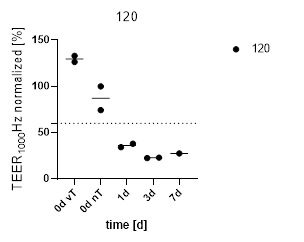 120
120
TEER1000Hz normalized [%]
150
100
50
0
0d vT
0d nT
1d
3d
7d
time [d]